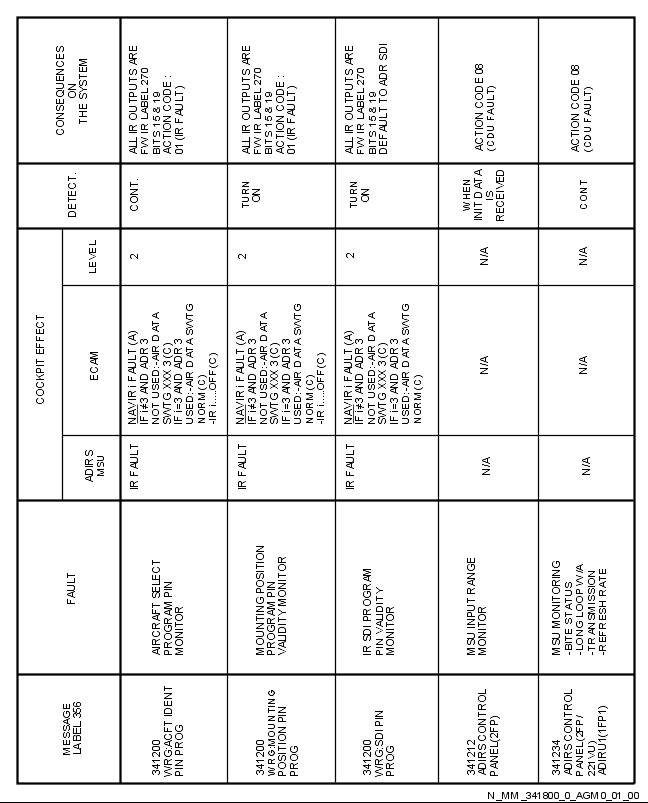 MESSAGE
LABEL 356
FAULT
COCKPIT EFFECT
ADIRS
MSU
ECAM
LEVEL
DETECT.
CONSEQUENCES
ON
THE SYSTEM
341200
WRG:ACFT IDENT
PIN PROG
AIRCRAFT SELECT
PROGRAM PIN
MONITOR
IR FAULT
NAV/IR i FAULT (A)
IF i≠3 AND ADR 3
NOT USED:-AIR DATA
SWTG XXX 3 (C)
IF i=3 AND ADR 3
USED:-AIR DATA SWTG
NORM (C)
-IR i....OFF (C)
2
CONT.
ALL IR OUTPUTS ARE
FW IR LABEL 270
BITS 15 & 19
ACTION CODE :
01 (IR FAULT)
341200
WRG:MOUNTING
POSITION PIN
PROG
MOUNTING POSITION
PROGRAM PIN
VALIDITY MONITOR
IR FAULT
NAV/IR i FAULT (A)
IF i≠3 AND ADR 3
NOT USED:-AIR DATA
SWTG XXX 3 (C)
IF i=3 AND ADR 3
USED:-AIR DATA SWTG
NORM (C)
-IR i....OFF (C)
2
TURN
ON
ALL IR OUTPUTS ARE
FW IR LABEL 270
BITS 15 & 19
ACTION CODE :
01 (IR FAULT)
341200
WRG:SDI PIN
PROG
IR SDI PROGRAM
PIN VALIDITY
MONITOR
IR FAULT
NAV/IR i FAULT (A)
IF i≠3 AND ADR 3
NOT USED:-AIR DATA
SWTG XXX 3 (C)
IF i=3 AND ADR 3
USED:-AIR DATA SWTG
NORM (C)
2
TURN
ON
ALL IR OUTPUTS ARE
FW IR LABEL 270
BITS 15 & 19
DEFAULT TO ADR SDI
341212
ADIRS CONTROL
PANEL(2FP)
MSU INPUT RANGE
MONITOR
N/A
N/A
N/A
WHEN
INIT DATA
IS
RECEIVED
ACTION CODE 08
(CDU FAULT)
341234
ADIRS CONTROL
PANEL(2FP/
221VU)
ADIRU1(1FP1)
MSU MONITORING
-BITE STATUS
-LONG LOOP W/A
-TRANSMISSION
-REFRESH RATE
N/A
N/A
N/A
CONT
ACTION CODE 08
(CDU FAULT)
N_MM_341800_0_AGM0_01_00